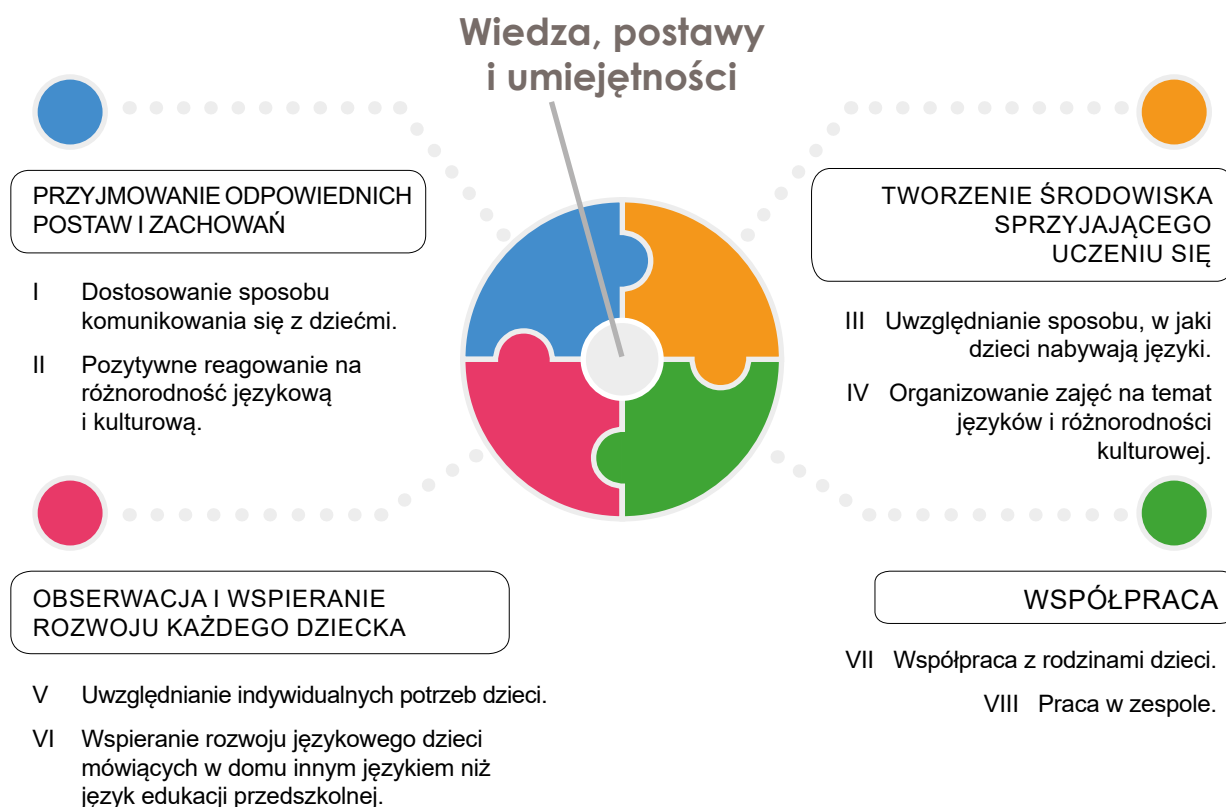 Wiedza, postawy
i umiejętności
PRZYJMOWANIE ODPOWIEDNICH
POSTAW I ZACHOWAŃ
I Dostosowanie sposobu
komunikowania się z dziećmi.
II Pozytywne reagowanie na
różnorodność językową
i kulturową.
TWORZENIE ŚRODOWISKA
SPRZYJAJĄCEGO
UCZENIU SIĘ
III Uwzględnianie sposobu, w jaki
dzieci nabywają języki.
IV Organizowanie zajęć na temat
języków i różnorodności
kulturowej.
OBSERWACJA I WSPIERANIE
ROZWOJU KAŻDEGO DZIECKA
V Uwzględnianie indywidualnych potrzeb dzieci.
VI Wspieranie rozwoju językowego dzieci
mówiących w domu innym językiem niż
język edukacji przedszkolnej.
WSPÓŁPRACA
VII Współpraca z rodzinami dzieci.
VIII Praca w zespole.